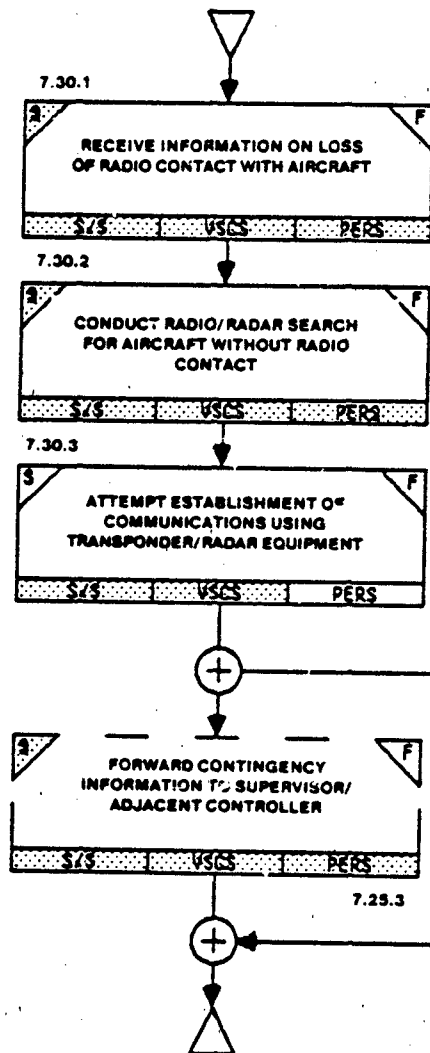 7.30.1
F
RECEIVE INFORMATION ON LOSS
OF RADIO CONTACT WITH AIRCRAFT
VSCS PERS
7.30.2
F
CONDUCT RADIO/RADAR SEARCH
FOR AIRCRAFT WITHOUT RADIO
CONTACT
VSCS PERS
7.30.3
S F
ATTEMPT ESTABLISHMENT OF
COMMUNICATIONS USING
TRANSPONDER/RADAR EQUIPMENT
VSCS PERS
+
F
FORWARD CONTINGENCY
INFORMATION TO SUPERVISOR/
ADJACENT CONTROLLER
VSCS PERS
7.25.3
+